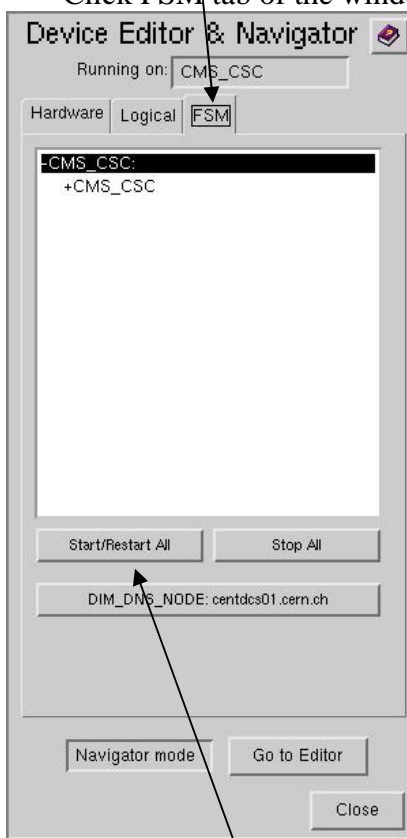 Click FSM tab of the wind
Device Editor & Navigator
Running on: CMS_CSC
Hardware Logical FSM
-CMS_CSC:
+CMS_CSC
Start/Restart All Stop All
DIM_DNS_NODE: centdcs01.cern.ch
Navigator mode Go to Editor
Close